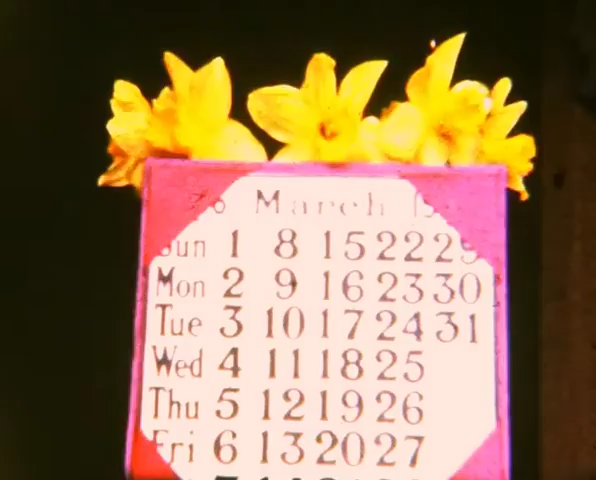 March
Sun 1 8 15 22 29
Mon 2 9 16 23 30
Tue 3 10 17 24 31
Wed 4 11 18 25
Thu 5 12 19 26
Fri 6 13 20 27